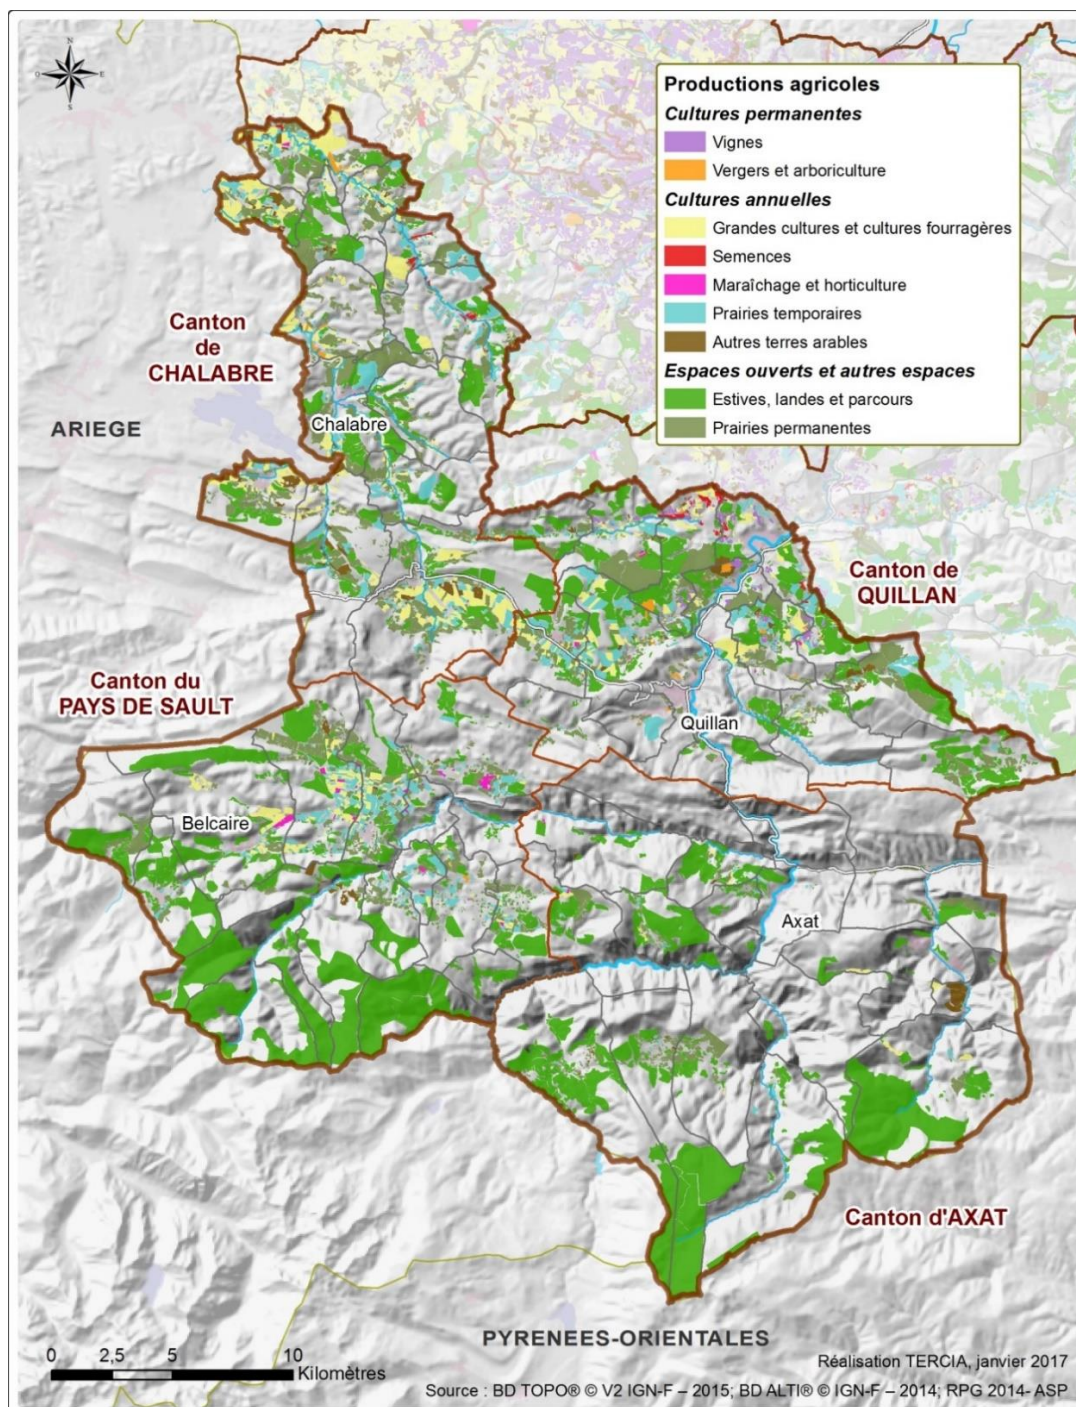 N
O
E
S
Productions agricoles
Cultures permanentes
Vignes
Vergers et arboriculture
Cultures annuelles
Grandes cultures et cultures fourragères
Semences
Maraîchage et horticulture
Prairies temporaires
Autres terres arables
Espaces ouverts et autres espaces
Estives, landes et parcours
Prairies permanentes
Canton
de
CHALABRE
ARIEGE
Chalabre
Canton de
QUILLAN
Canton du
PAYS DE SAULT
Quillan
Belcaire
Axat
Canton d'AXAT
PYRENEES-ORIENTALES
0 2,5 5 10
Kilomètres
Réalisation TERCIA, janvier 2017
Source : BD TOPO® © V2 IGN-F – 2015; BD ALTI® © IGN-F – 2014; RPG 2014- ASP